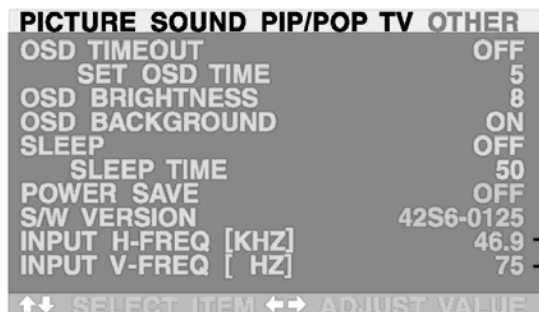 PICTURE SOUND PIP/POP TV OTHER
OSD TIMEOUT OFF
SET OSD TIME 5
OSD BRIGHTNESS 8
OSD BACKGROUND ON
SLEEP OFF
SLEEP TIME 50
POWER SAVE OFF
S/W VERSION 42S6-0125
INPUT H-FREQ [KHZ] 46.9
INPUT V-FREQ [ HZ] 75
SELECT ITEM ADJUST VALUE